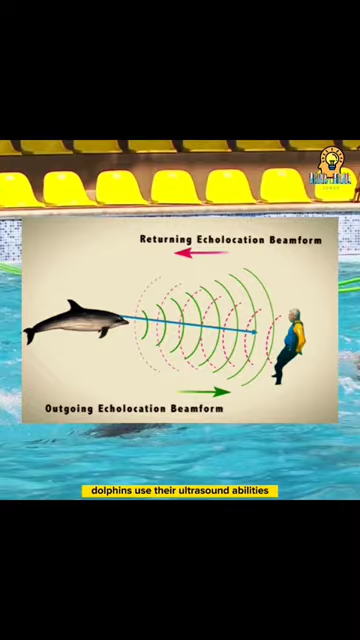 Returning Echolocation Beamform
Outgoing Echolocation Beamform
dolphins use their ultrasound abilities